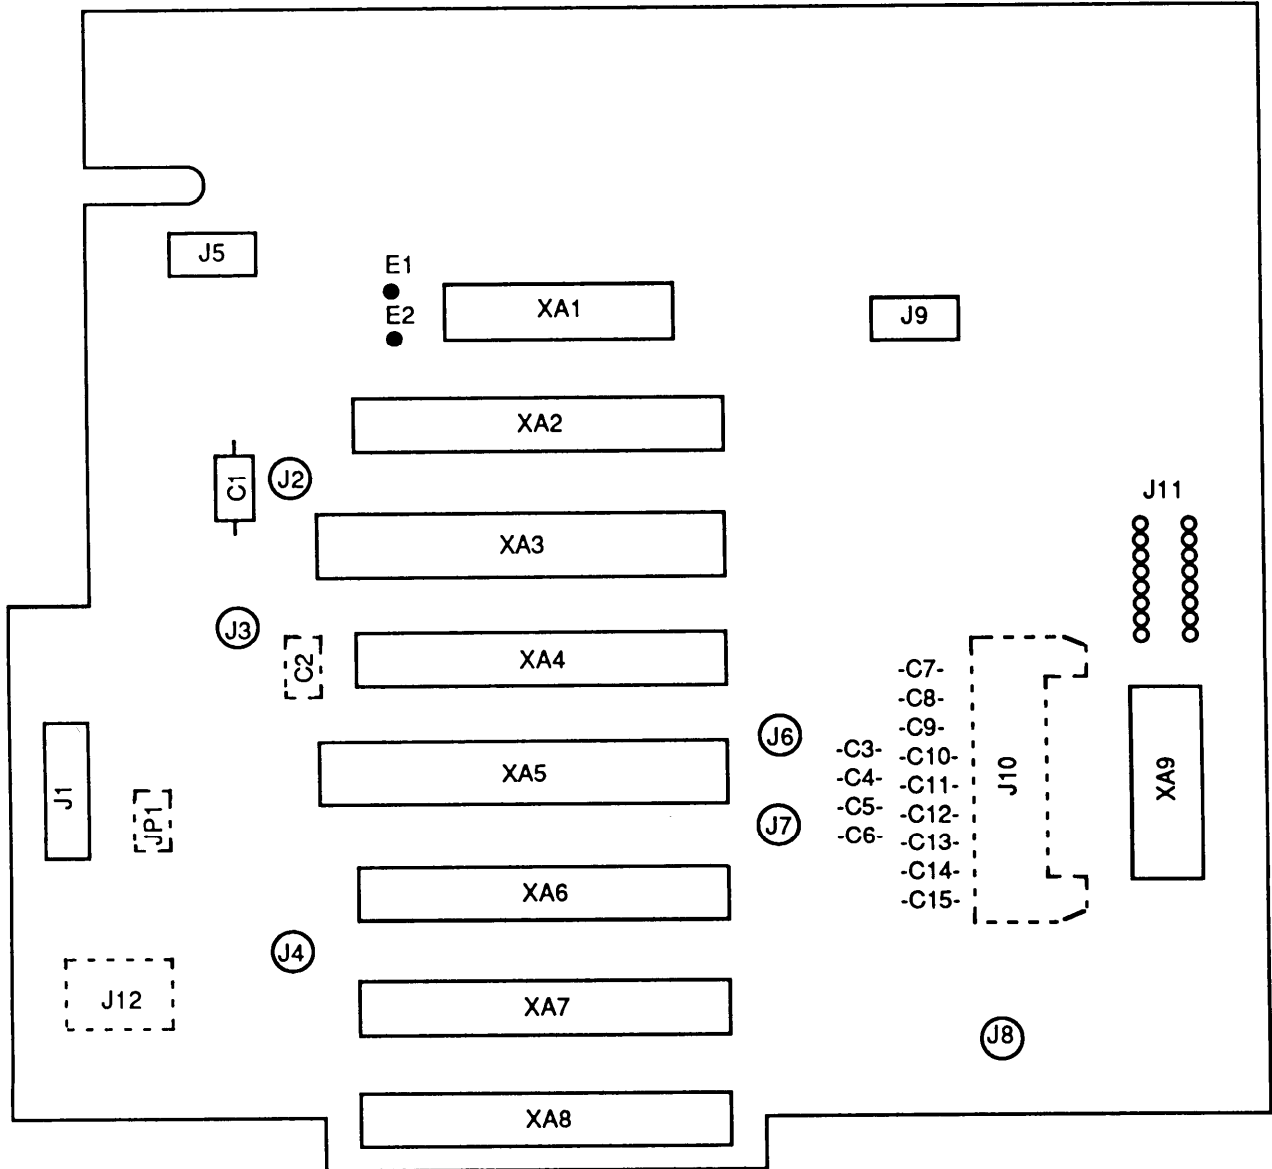 J5
E1
E2
XA1
J9
XA2
C1
J2
J11
XA3
J3
C2
XA4
-C7-
-C8-
-C9-
J6
-C3-
-C10-
J10
XA9
J1
JP1
XA5
-C4-
-C11-
J7
-C5-
-C12-
-C6-
-C13-
-C14-
XA6
-C15-
J4
J12
XA7
J8
XA8